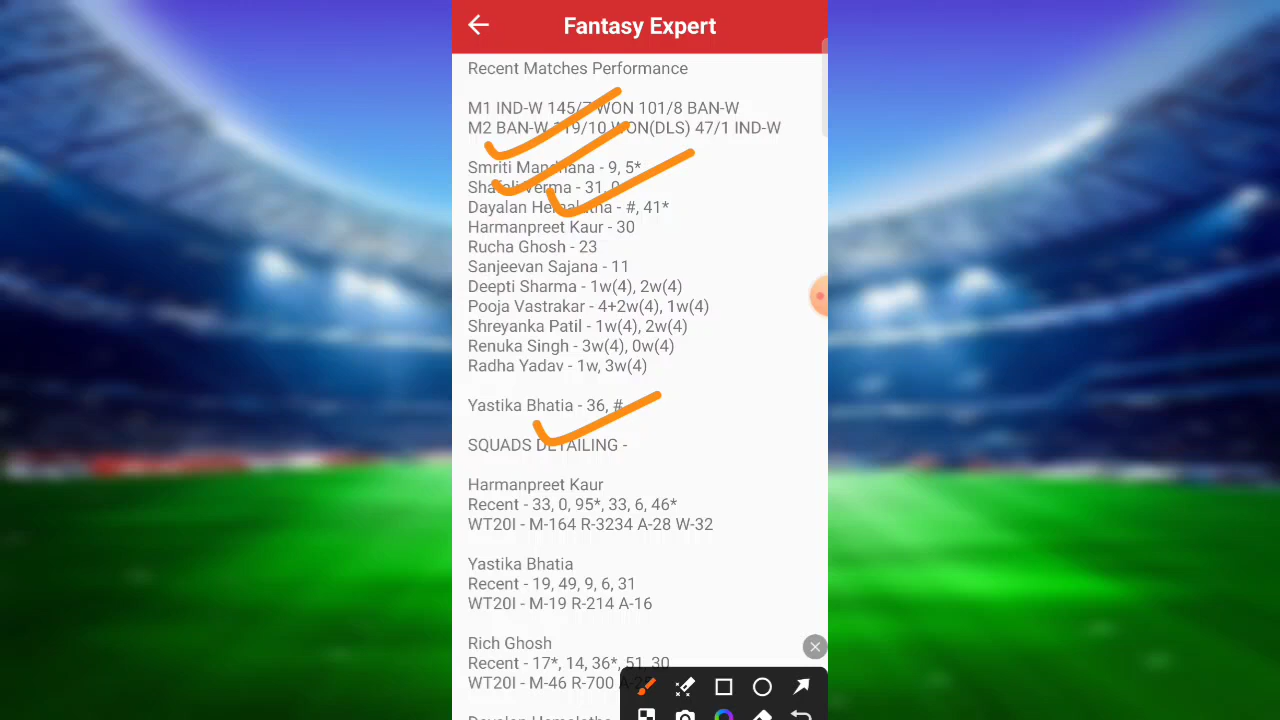 Fantasy Expert
Recent Matches Performance
M1 IND-W 145/7 WON 101/8 BAN-W
M2 BAN-W 119/10 WON(DLS) 47/1 IND-W
Smriti Mandhana - 9, 5*
Shafali Verma - 31, 0
Dayalan Hemalatha - #, 41*
Harmanpreet Kaur - 30
Rucha Ghosh - 23
Sanjeevan Sajana - 11
Deepti Sharma - 1w(4), 2w(4)
Pooja Vastrakar - 4+2w(4), 1w(4)
Shreyanka Patil - 1w(4), 2w(4)
Renuka Singh - 3w(4), 0w(4)
Radha Yadav - 1w, 3w(4)
Yastika Bhatia - 36, #
SQUADS DETAILING -
Harmanpreet Kaur
Recent - 33, 0, 95*, 33, 6, 46*
WT20I - M-164 R-3234 A-28 W-32
Yastika Bhatia
Recent - 19, 49, 9, 6, 31
WT20I - M-19 R-214 A-16
Rich Ghosh
Recent - 17*, 14, 36*, 51, 30
WT20I - M-46 R-700
Dayalan Hemalatha